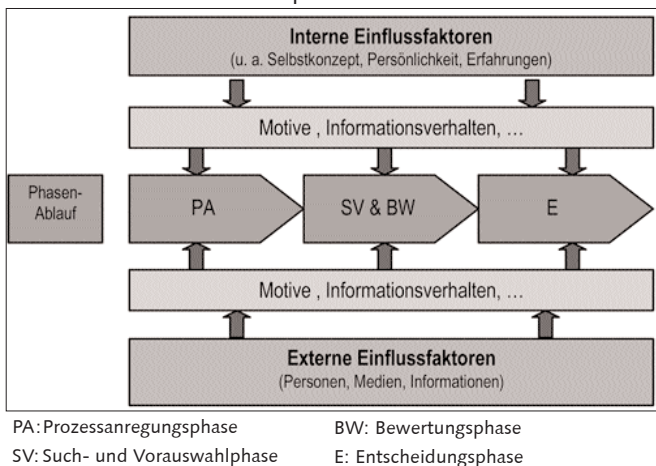 Interne Einflussfaktoren
(u. a. Selbstkonzept, Persönlichkeit, Erfahrungen)
Motive , Informationsverhalten, ...
Phasen-
Ablauf
PA
SV & BW
E
Motive , Informationsverhalten, ...
Externe Einflussfaktoren
(Personen, Medien, Informationen)
PA: Prozessanregungsphase
BW: Bewertungsphase
SV: Such- und Vorauswahlphase
E: Entscheidungsphase